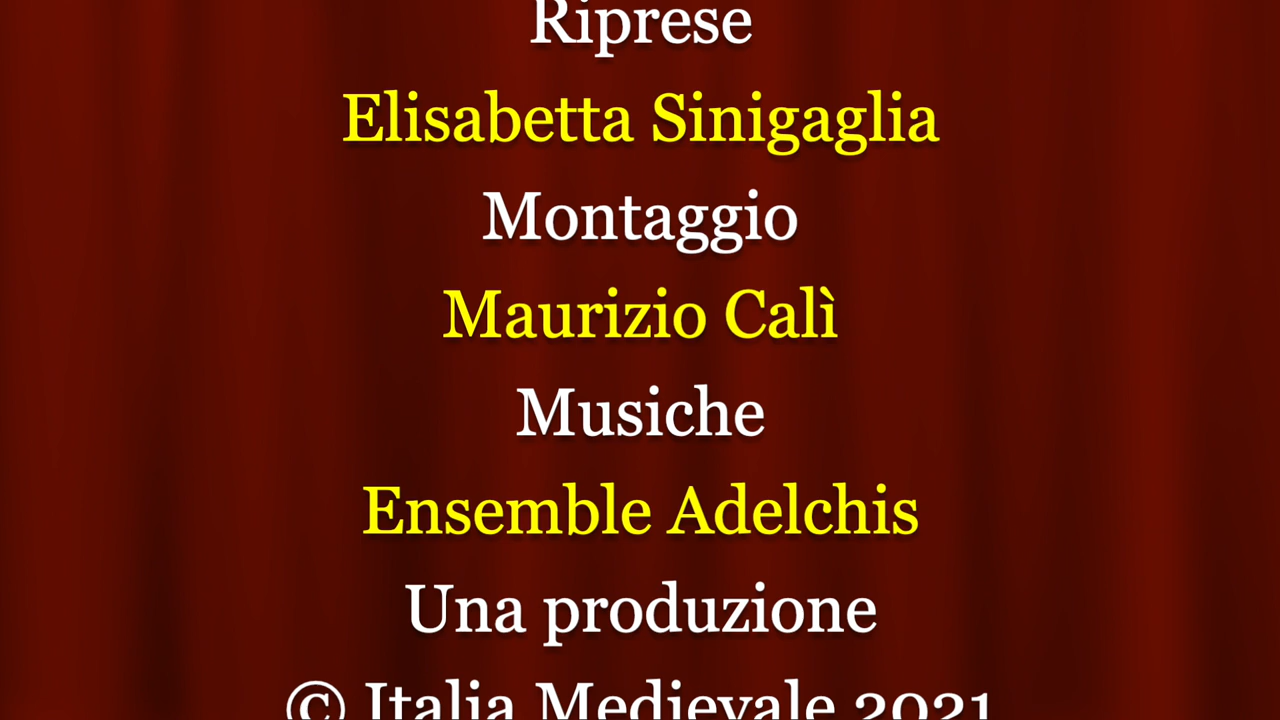 Riprese
Elisabetta Sinigaglia
Montaggio
Maurizio Calì
Musiche
Ensemble Adelchis
Una produzione
© Italia Medievale 2021